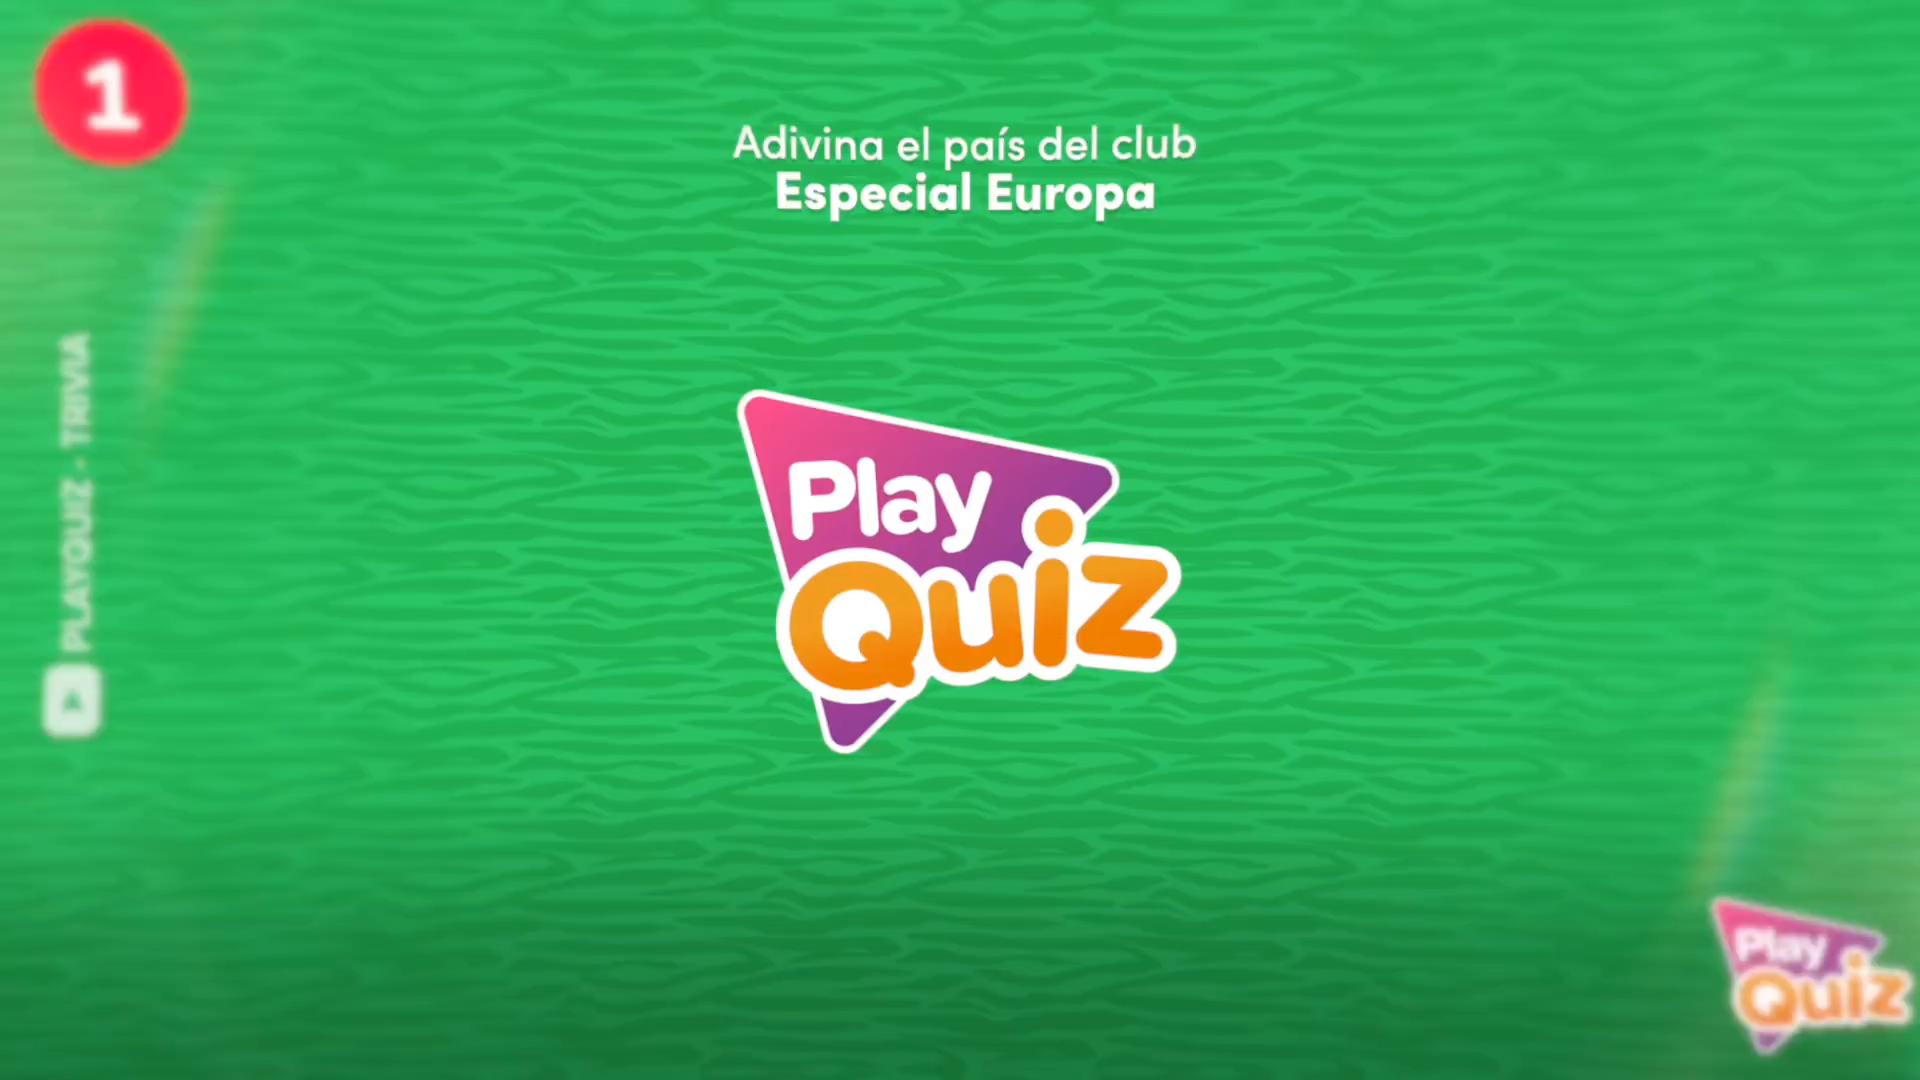 1
Adivina el país del club
Especial Europa
PLAYQUIZ - TRIVIA
Play
Quiz
Play
Quiz